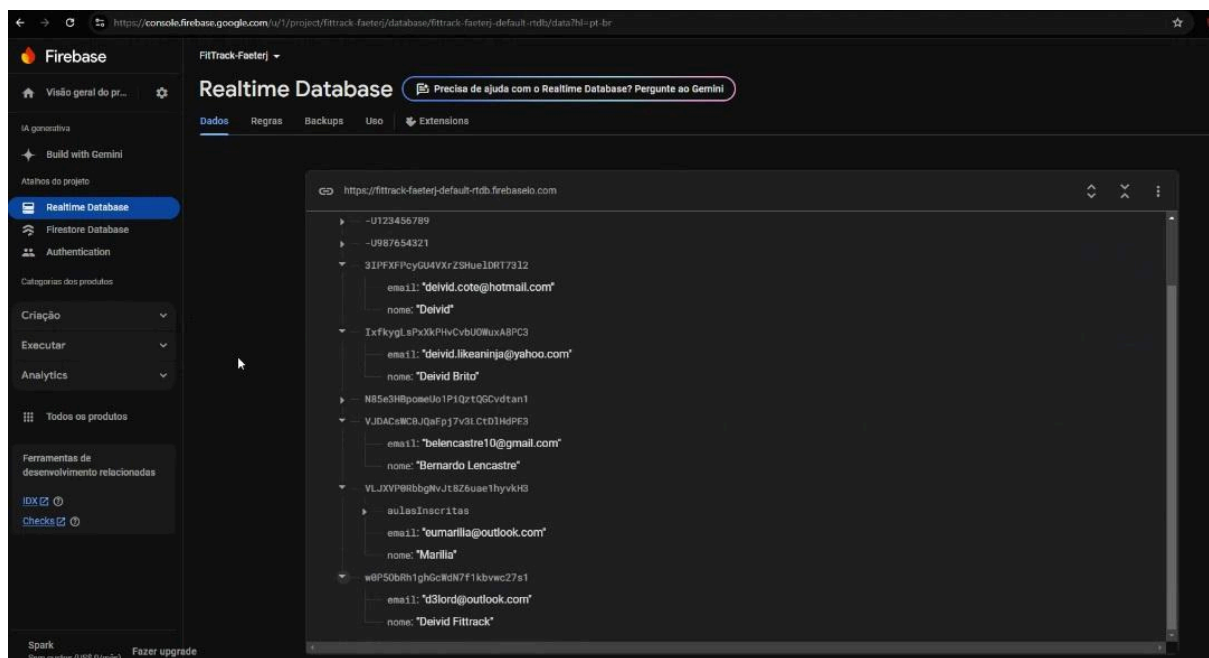 https://console.firebase.google.com/u/1/project/fittrack-faeterj/database/fittrack-faeterj-default-rtdb/data?hl=pt-br
Firebase
FitTrack-Faeterj
Visão geral do pr...
Realtime Database
Precisa de ajuda com o Realtime Database? Pergunte ao Gemini
Dados Regras Backups Uso Extensions
IA generativa
Build with Gemini
Atalhos do projeto
Realtime Database
Firestore Database
Authentication
Categorias dos produtos
Criação
Executar
Analytics
Todos os produtos
Ferramentas de
desenvolvimento relacionadas
IDX
Checks
Spark
Fazer upgrade
https://fittrack-faeterj-default-rtdb.firebaseio.com
-U123456789
-U987654321
3IPFXFPcyGU4VXrZSHuelDRT73l2
email: "deivid.cote@hotmail.com"
nome: "Deivid"
IxfkygLsPxXkPHvCvbUOWuxA8PC3
email: "deivid.likeaninja@yahoo.com"
nome: "Deivid Brito"
N85e3HBpomeUo1PiQztQGCvdtan1
VJDACsWC0JQaFpj7v3LCtDlHdPE3
email: "belencastre10@gmail.com"
nome: "Bernardo Lencastre"
VLJXVP0RbbgNvJt8Z6uae1hyvkH3
aulasInscritas
email: "eumarilia@outlook.com"
nome: "Marilia"
w0PSObRh1ghGcWdN7f1kbvwc27s1
email: "d3lord@outlook.com"
nome: "Deivid Fittrack"